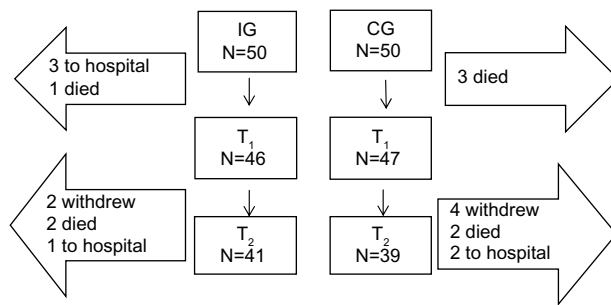 IG
N=50
CG
N=50
3 to hospital
1 died
3 died
T₁
N=46
T₁
N=47
2 withdrew
2 died
1 to hospital
T₂
N=41
T₂
N=39
4 withdrew
2 died
2 to hospital